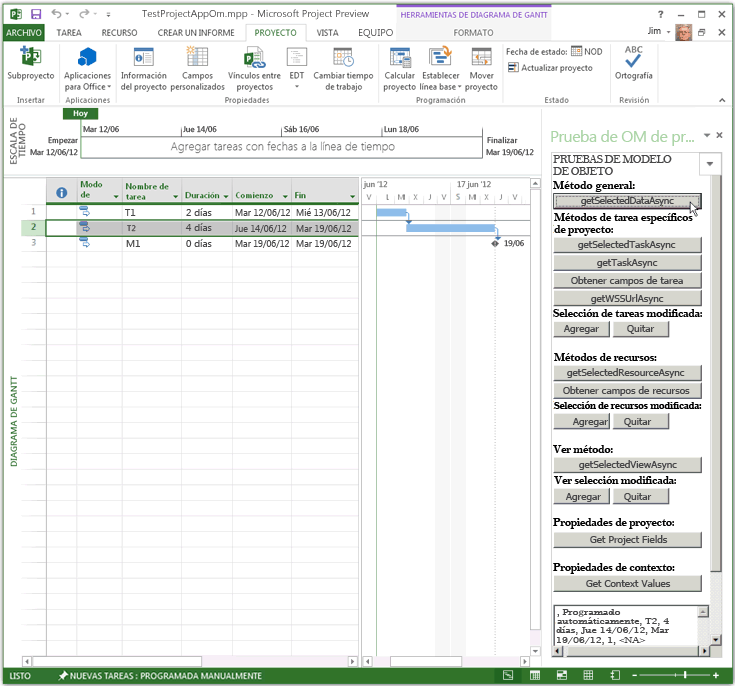 TestProjectAppOm.mpp - Microsoft Project Preview
HERRAMIENTAS DE DIAGRAMA DE GANTT
ARCHIVO TAREA RECURSO CREAR UN INFORME PROYECTO VISTA EQUIPO FORMATO Jim
Subproyecto
Aplicaciones
para Office
Información
del proyecto
Campos
personalizados
Vínculos entre
proyectos
EDT
Cambiar tiempo
de trabajo
Calcular
proyecto
Establecer
línea base
Mover
proyecto
Fecha de estado: NOD
Actualizar proyecto
ABC
Ortografía
Insertar Aplicaciones Propiedades Programación Estado Revisión
ESCALA DE
TIEMPO
Hoy
Mar 12/06 Jue 14/06 Sáb 16/06 Lun 18/06
Empezar
Mar 12/06/12
Agregar tareas con fechas a la línea de tiempo
Finalizar
Mar 19/06/12
Modo
de
Nombre de
tarea
Duración
Comienzo
Fin
jun '12 17 jun '12
V L MI X J V S M X J V
1 T1 2 días Mar 12/06/12 Mié 13/06/12
2 T2 4 días Jue 14/06/12 Mar 19/06/12
3 M1 0 días Mar 19/06/12 Mar 19/06/12
19/06
DIAGRAMA DE GANTT
Prueba de OM de pr...
PRUEBAS DE MODELO
DE OBJETO
Método general:
getSelectedDataAsync
Métodos de tarea específicos
de proyecto:
getSelectedTaskAsync
getTaskAsync
Obtener campos de tarea
getWSSUrlAsync
Selección de tareas modificada:
Agregar Quitar
Métodos de recursos:
getSelectedResourceAsync
Obtener campos de recursos
Selección de recursos modificada:
Agregar Quitar
Ver método:
getSelectedViewAsync
Ver selección modificada:
Agregar Quitar
Propiedades de proyecto:
Get Project Fields
Propiedades de contexto:
Get Context Values
, Programado
automáticamente, T2, 4
días, Jue 14/06/12, Mar
19/06/12, 1, <NA>
LISTO NUEVAS TAREAS : PROGRAMADA MANUALMENTE